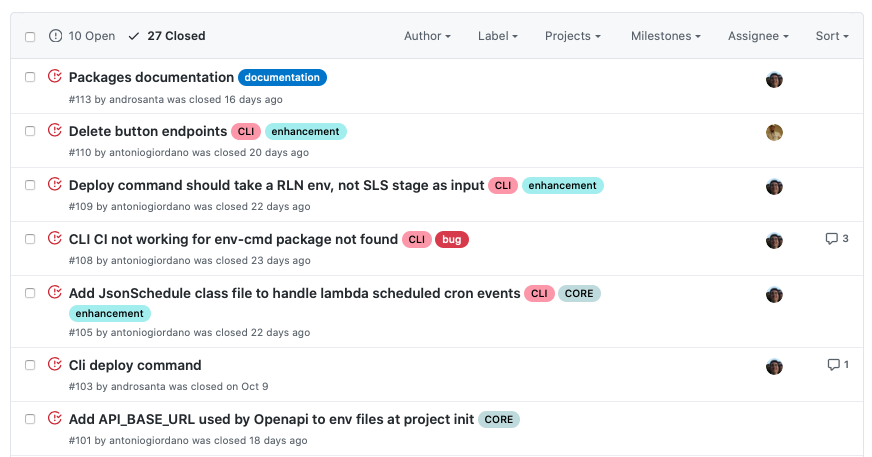 10 Open 27 Closed Author Label Projects Milestones Assignee Sort
Packages documentation documentation
#113 by androsanta was closed 16 days ago
Delete button endpoints CLI enhancement
#110 by antoniogiordano was closed 20 days ago
Deploy command should take a RLN env, not SLS stage as input CLI enhancement
#109 by antoniogiordano was closed 22 days ago
CLI CI not working for env-cmd package not found CLI bug 3
#108 by antoniogiordano was closed 23 days ago
Add JsonSchedule class file to handle lambda scheduled cron events CLI CORE
enhancement
#105 by antoniogiordano was closed 22 days ago
Cli deploy command 1
#103 by androsanta was closed on Oct 9
Add API_BASE_URL used by Openapi to env files at project init CORE
#101 by antoniogiordano was closed 18 days ago